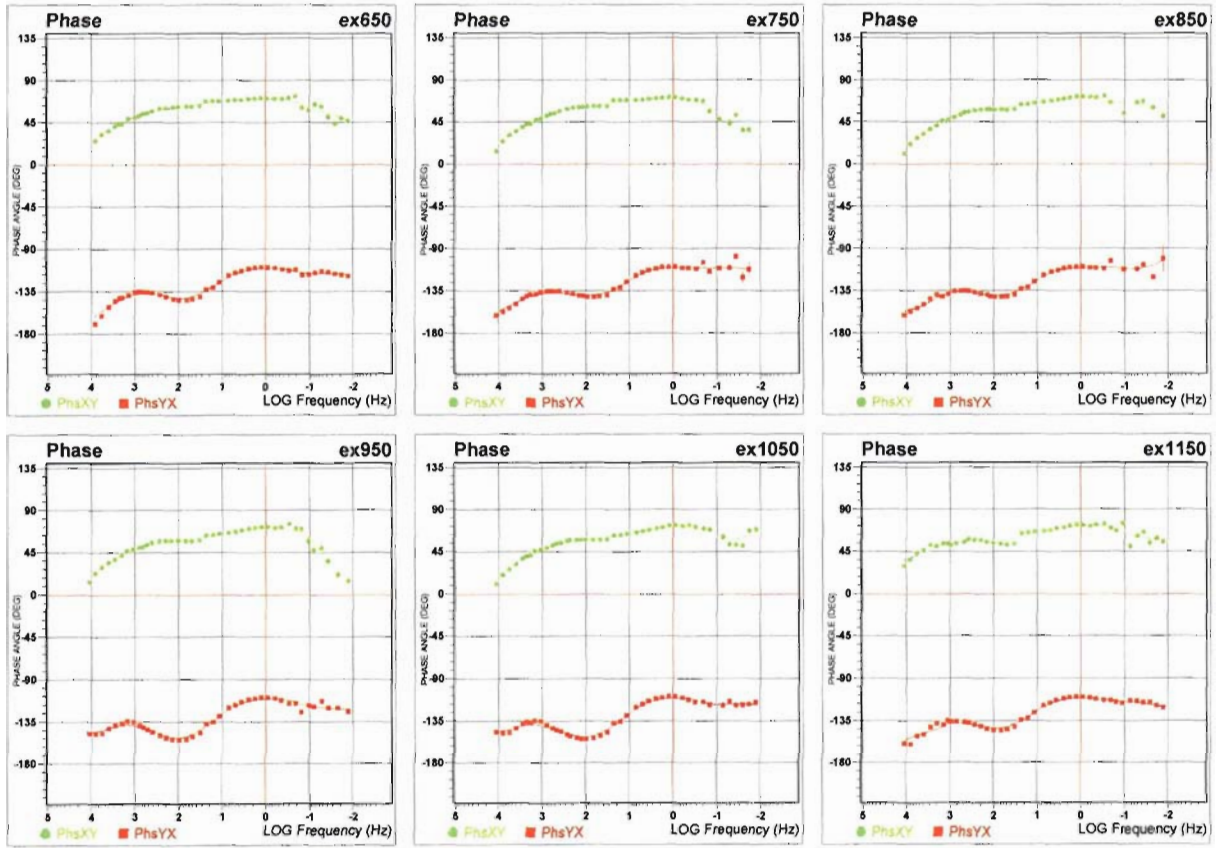 Phase ex650
135
90
45
0
-45
-90
-135
-180
PHASE ANGLE (DEG)
5 4 3 2 1 0 -1 -2
PhsXY PhsYX LOG Frequency (Hz)
Phase ex750
135
90
45
0
-45
-90
-135
-180
PHASE ANGLE (DEG)
5 4 3 2 1 0 -1 -2
PhsXY PhsYX LOG Frequency (Hz)
Phase ex850
135
90
45
0
-45
-90
-135
-180
PHASE ANGLE (DEG)
5 4 3 2 1 0 -1 -2
PhsXY PhsYX LOG Frequency (Hz)
Phase ex950
135
90
45
0
-45
-90
-135
-180
PHASE ANGLE (DEG)
5 4 3 2 1 0 -1 -2
PhsXY PhsYX LOG Frequency (Hz)
Phase ex1050
135
90
45
0
-45
-90
-135
-180
PHASE ANGLE (DEG)
5 4 3 2 1 0 -1 -2
PhsXY PhsYX LOG Frequency (Hz)
Phase ex1150
135
90
45
0
-45
-90
-135
-180
PHASE ANGLE (DEG)
5 4 3 2 1 0 -1 -2
PhsXY PhsYX LOG Frequency (Hz)